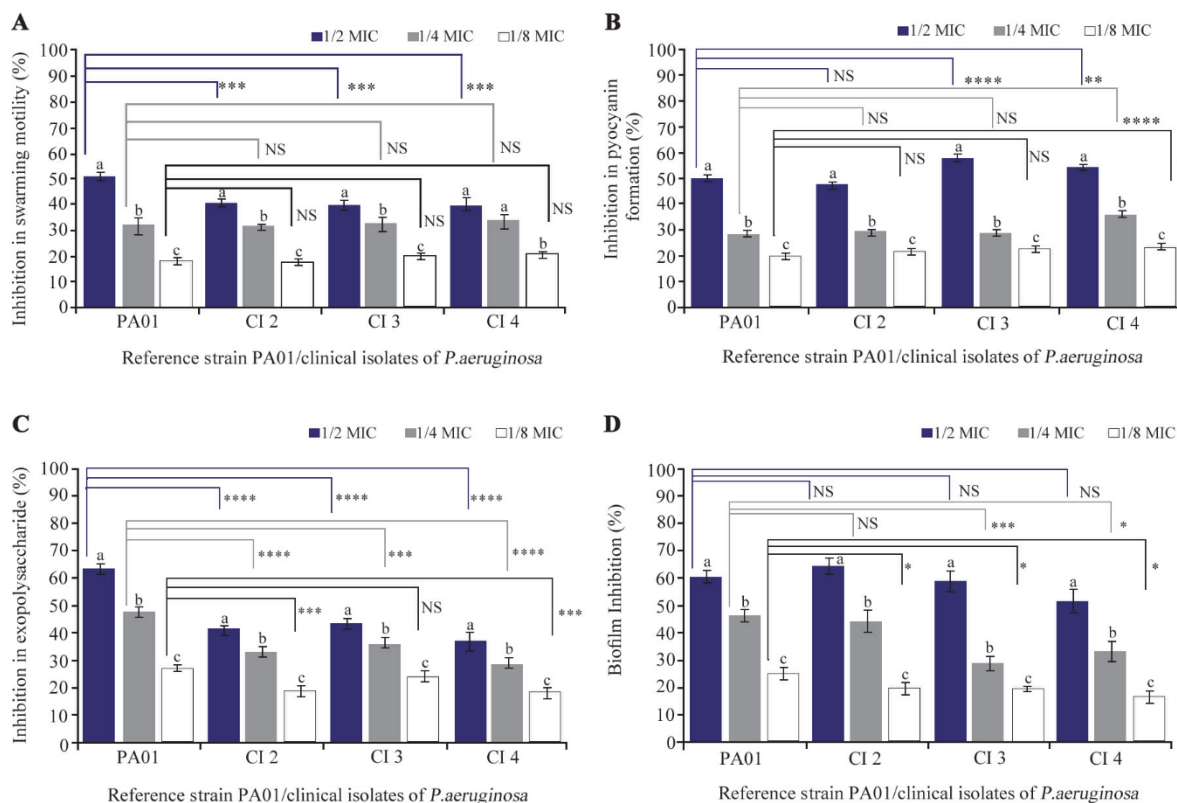 A
1/2 MIC 1/4 MIC 1/8 MIC
Inhibition in swarming motility (%)
100
90
80
70
60
50
40
30
20
10
0
*** *** ***
NS NS NS
NS NS NS
a b c a b c a b c a a b
PA01 CI 2 CI 3 CI 4
Reference strain PA01/clinical isolates of P.aeruginosa
B
1/2 MIC 1/4 MIC 1/8 MIC
Inhibition in pyocyanin
formation (%)
100
90
80
70
60
50
40
30
20
10
0
NS **** **
NS NS ****
NS NS NS
a b c a b c a b c a b c
PA01 CI 2 CI 3 CI 4
Reference strain PA01/clinical isolates of P.aeruginosa
C
1/2 MIC 1/4 MIC 1/8 MIC
Inhibition in exopolysaccharide (%)
100
90
80
70
60
50
40
30
20
10
0
**** **** ****
**** *** ****
*** NS ***
a b c a b c a b c a b c
PA01 CI 2 CI 3 CI 4
Reference strain PA01/clinical isolates of P.aeruginosa
D
1/2 MIC 1/4 MIC 1/8 MIC
Biofilm Inhibition (%)
100
90
80
70
60
50
40
30
20
10
0
NS NS NS
NS *** *
* * *
a b c a b c a b c a b c
PA01 CI 2 CI 3 CI 4
Reference strain PA01/clinical isolates of P.aeruginosa